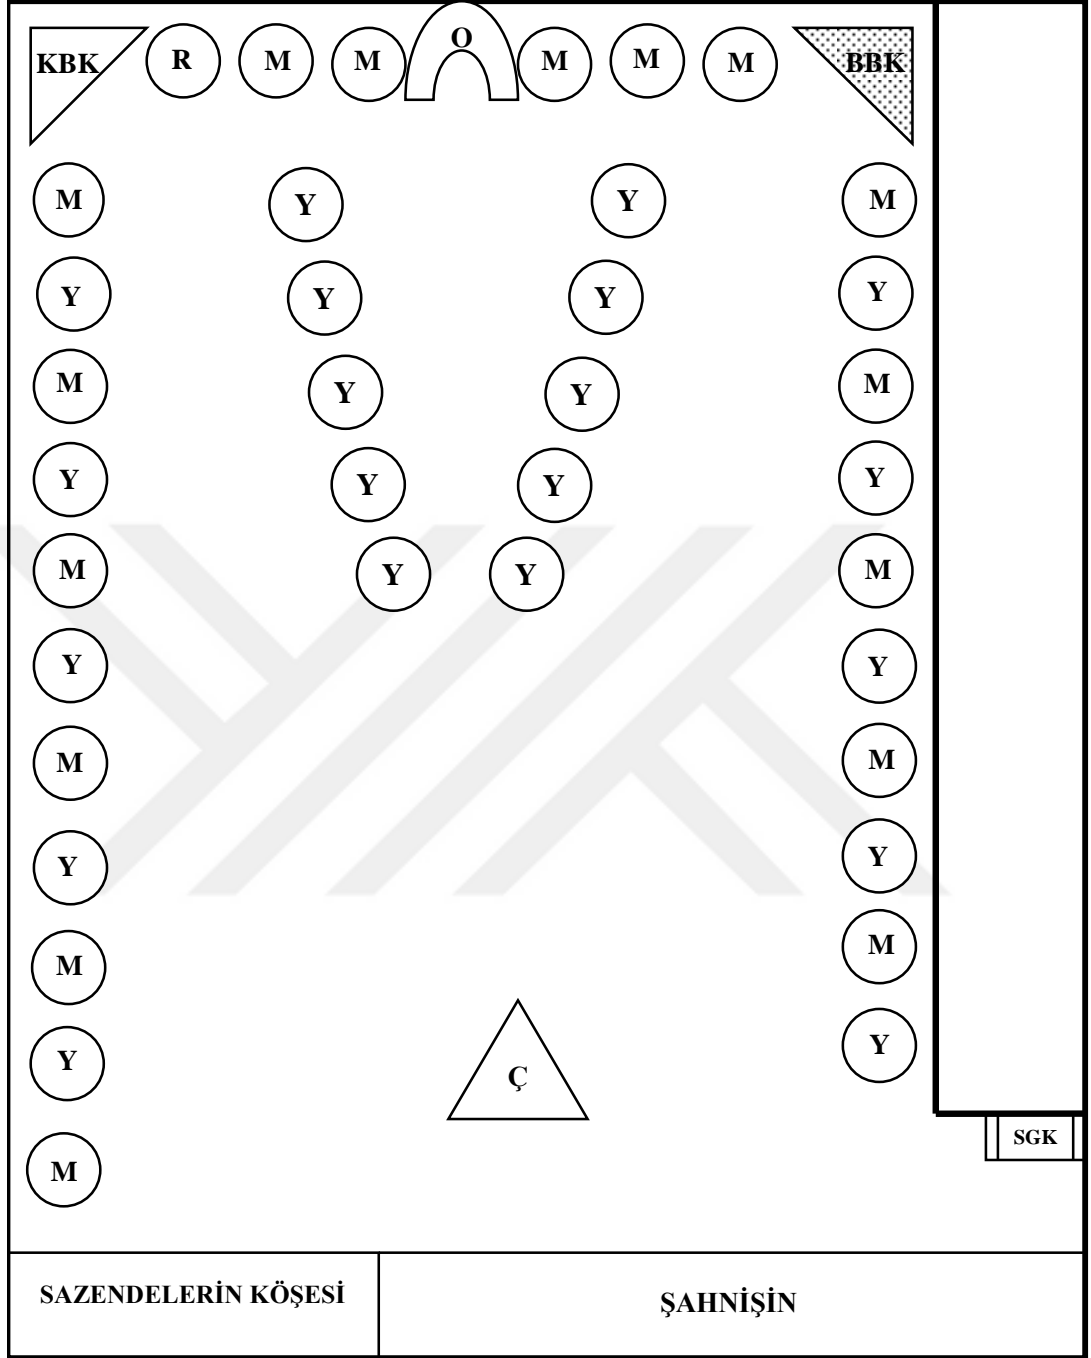 KBK R M M O M M M BBK
M Y Y M
Y Y Y Y
M Y Y M
Y Y Y Y
M Y Y M
Y Y
M M
Y Y
M M
Y Ç Y
SGK
M
SAZENDELERİN KÖŞESİ
ŞAHNİŞİN